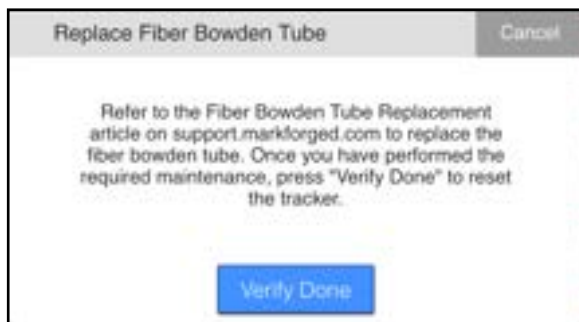 Replace Fiber Bowden Tube
Cancel
Refer to the Fiber Bowden Tube Replacement
article on support.markforged.com to replace the
fiber bowden tube. Once you have performed the
required maintenance, press "Verify Done" to reset
the tracker.
Verify Done